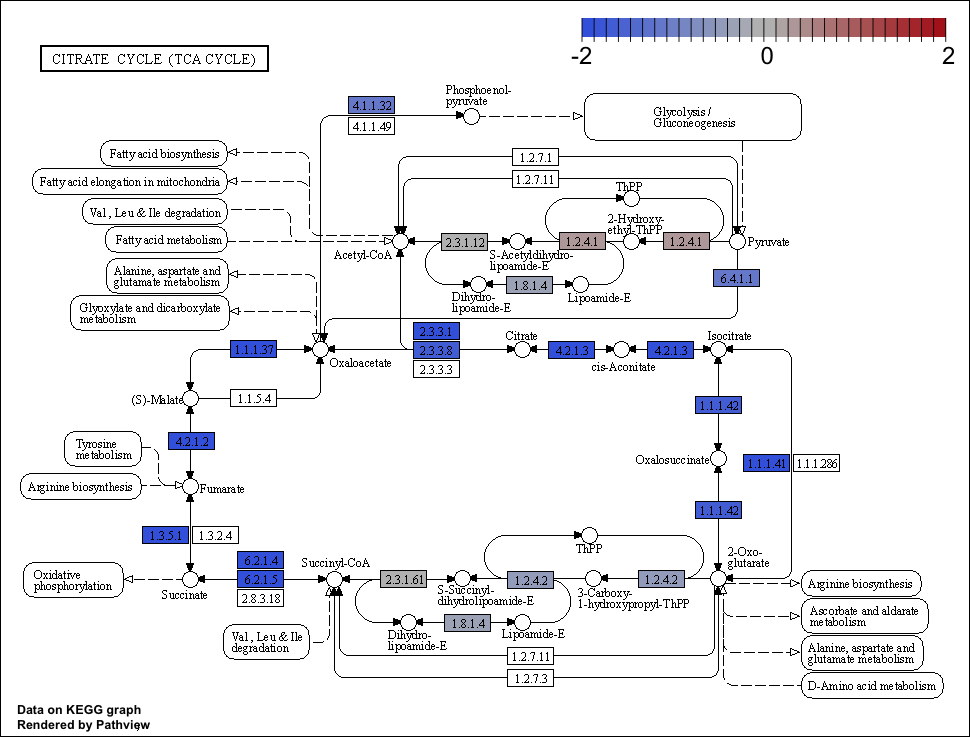 CITRATE CYCLE (TCA CYCLE)
-2
0
2
Phosphoenol-
pyruvate
4.1.1.32
4.1.1.49
Glycolysis /
Gluconeogenesis
Fatty acid biosynthesis
Fatty acid elongation in mitochondria
Val, Leu & Ile degradation
Fatty acid metabolism
1.2.7.1
1.2.7.11
ThPP
2-Hydroxy-
ethyl-ThPP
2.3.1.12
1.2.4.1
1.2.4.1
Acetyl-CoA
S-Acetyldihydro-
lipoamide-E
Pyruvate
Alanine, aspartate and
glutamate metabolism
1.8.1.4
6.4.1.1
Dihydro-
lipoamide-E
Lipoamide-E
Glyoxylate and dicarboxylate
metabolism
2.3.3.1
2.3.3.8
2.3.3.3
Citrate
Isocitrate
1.1.1.37
Oxaloacetate
4.2.1.3
4.2.1.3
cis-Aconitate
(S)-Malate
1.1.5.4
1.1.1.42
4.2.1.2
Tyrosine
metabolism
Oxalosuccinate
1.1.1.41
1.1.1.286
Arginine biosynthesis
Fumarate
1.1.1.42
1.3.5.1
1.3.2.4
ThPP
2-Oxo-
glutarate
6.2.1.4
6.2.1.5
2.8.3.18
Succinyl-CoA
Oxidative
phosphorylation
Succinate
2.3.1.61
1.2.4.2
1.2.4.2
S-Succinyl-
dihydrolipoamide-E
3-Carboxy-
1-hydroxypropyl-ThPP
Arginine biosynthesis
1.8.1.4
Dihydro-
lipoamide-E
Lipoamide-E
Ascorbate and aldarate
metabolism
Val, Leu & Ile
degradation
1.2.7.11
1.2.7.3
Alanine, aspartate and
glutamate metabolism
D-Amino acid metabolism
Data on KEGG graph
Rendered by Pathview